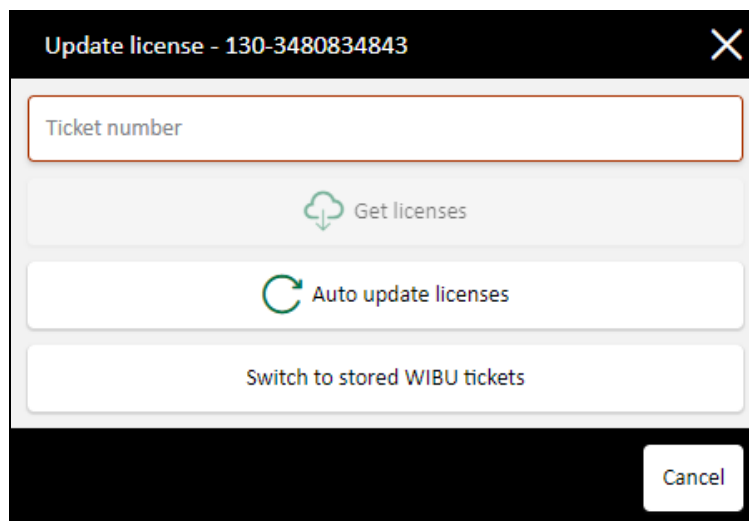 Update license - 130-3480834843
Ticket number
Get licenses
Auto update licenses
Switch to stored WIBU tickets
Cancel